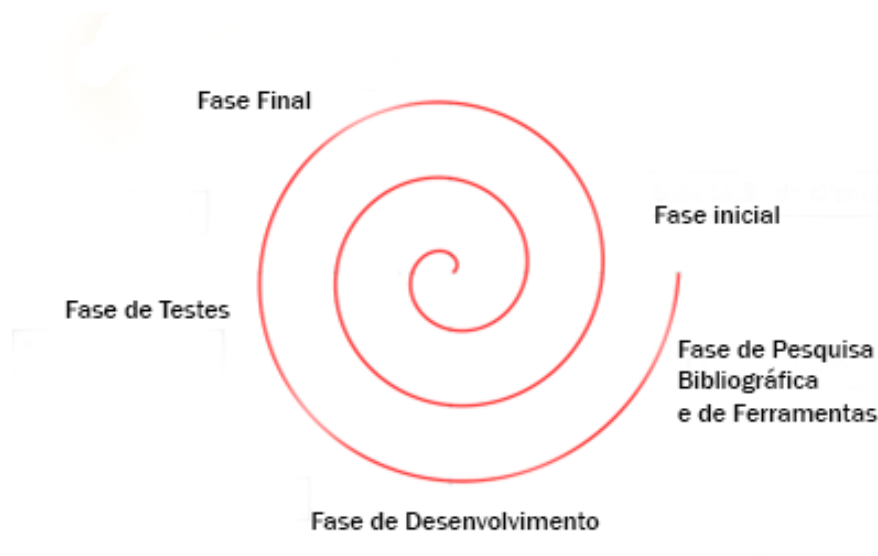 Fase Final
Fase inicial
Fase de Testes
Fase de Pesquisa
Bibliográfica
e de Ferramentas
Fase de Desenvolvimento